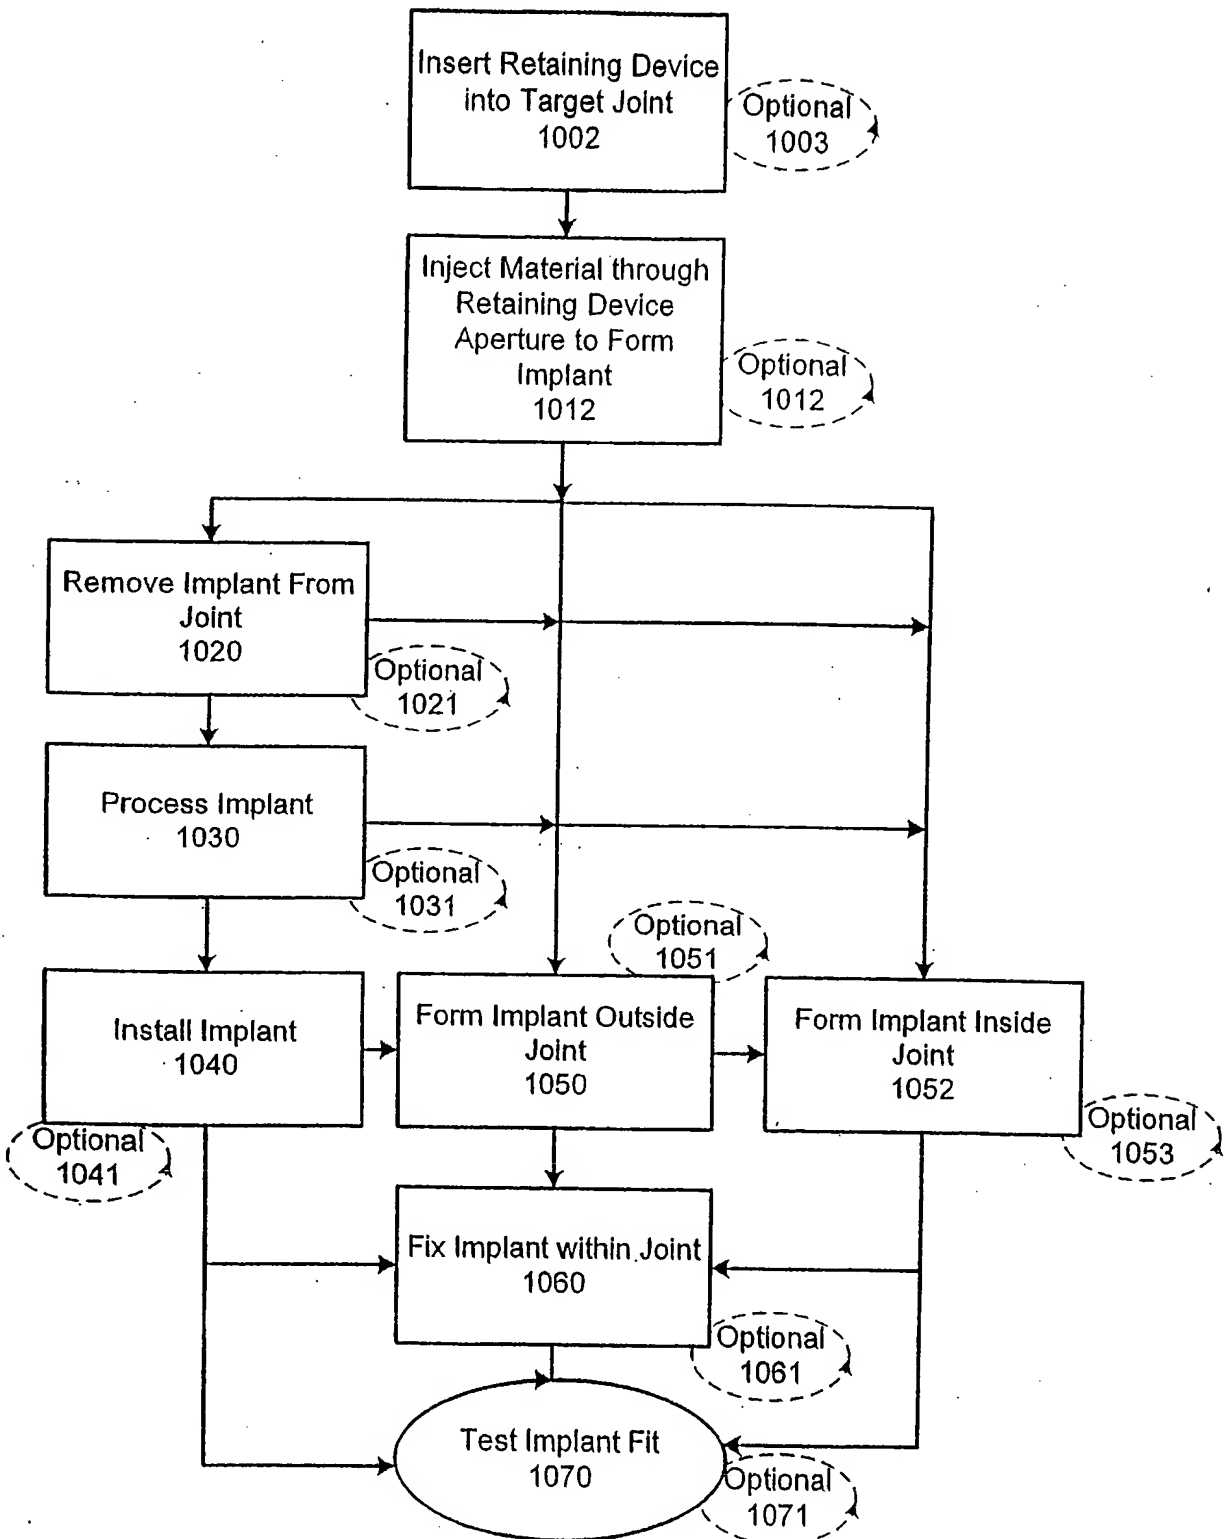 Insert Retaining Device
into Target Joint
1002
Optional
1003
Inject Material through
Retaining Device
Aperture to Form
Implant
1012
Optional
1012
Remove Implant From
Joint
1020
Optional
1021
Process Implant
1030
Optional
1031
Optional
1051
Install Implant
1040
Form Implant Outside
Joint
1050
Form Implant Inside
Joint
1052
Optional
1041
Optional
1053
Fix Implant within Joint
1060
Optional
1061
Test Implant Fit
1070
Optional
1071